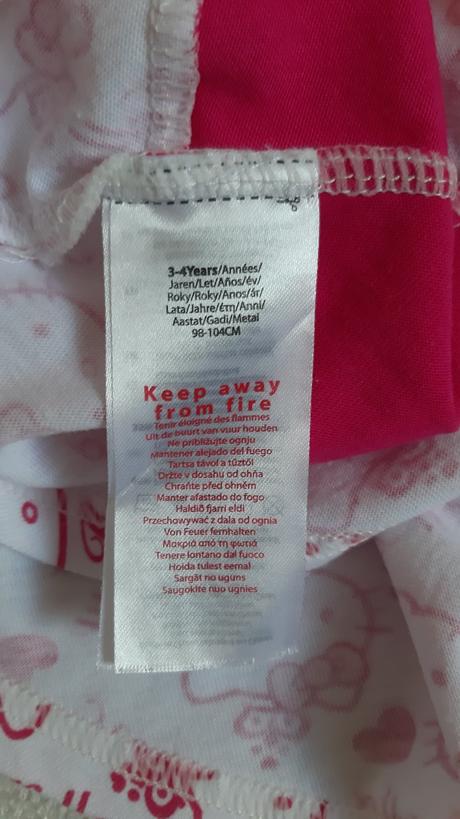 3-4Years/Années/
Jaren/Let/Años/év/
Roky/Roky/Anos/ár/
Lata/Jahre/έτη/Anni/
Aastat/Gadi/Metai
98-104CM
Keep away
from fire
Tenir éloigné des flammes
Uit de buurt van vuur houden
Ne približujte ognju
Mantener alejado del fuego
Tartsa távol a tűztől
Držte v dosahu od ohňa
Chraňte před ohněm
Manter afastado do fogo
Haldið fjarri eldi
Przechowywać z dala od ognia
Von Feuer fernhalten
Μακριά από τη φωτιά
Tenere lontano dal fuoco
Hoida tulest eemal
Sargāt no uguns
Saugokite nuo ugnies